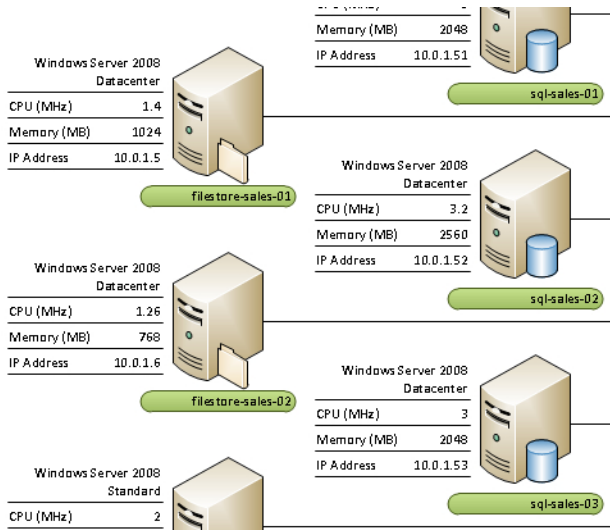 Memory (MB) 2048
IP Address 10.0.1.51
sql-sales-01
Windows Server 2008
Datacenter
CPU (MHz) 1.4
Memory (MB) 1024
IP Address 10.0.1.5
filestore-sales-01
Windows Server 2008
Datacenter
CPU (MHz) 3.2
Memory (MB) 2560
IP Address 10.0.1.52
sql-sales-02
Windows Server 2008
Datacenter
CPU (MHz) 1.26
Memory (MB) 768
IP Address 10.0.1.6
filestore-sales-02
Windows Server 2008
Datacenter
CPU (MHz) 3
Memory (MB) 2048
IP Address 10.0.1.53
sql-sales-03
Windows Server 2008
Standard
CPU (MHz) 2